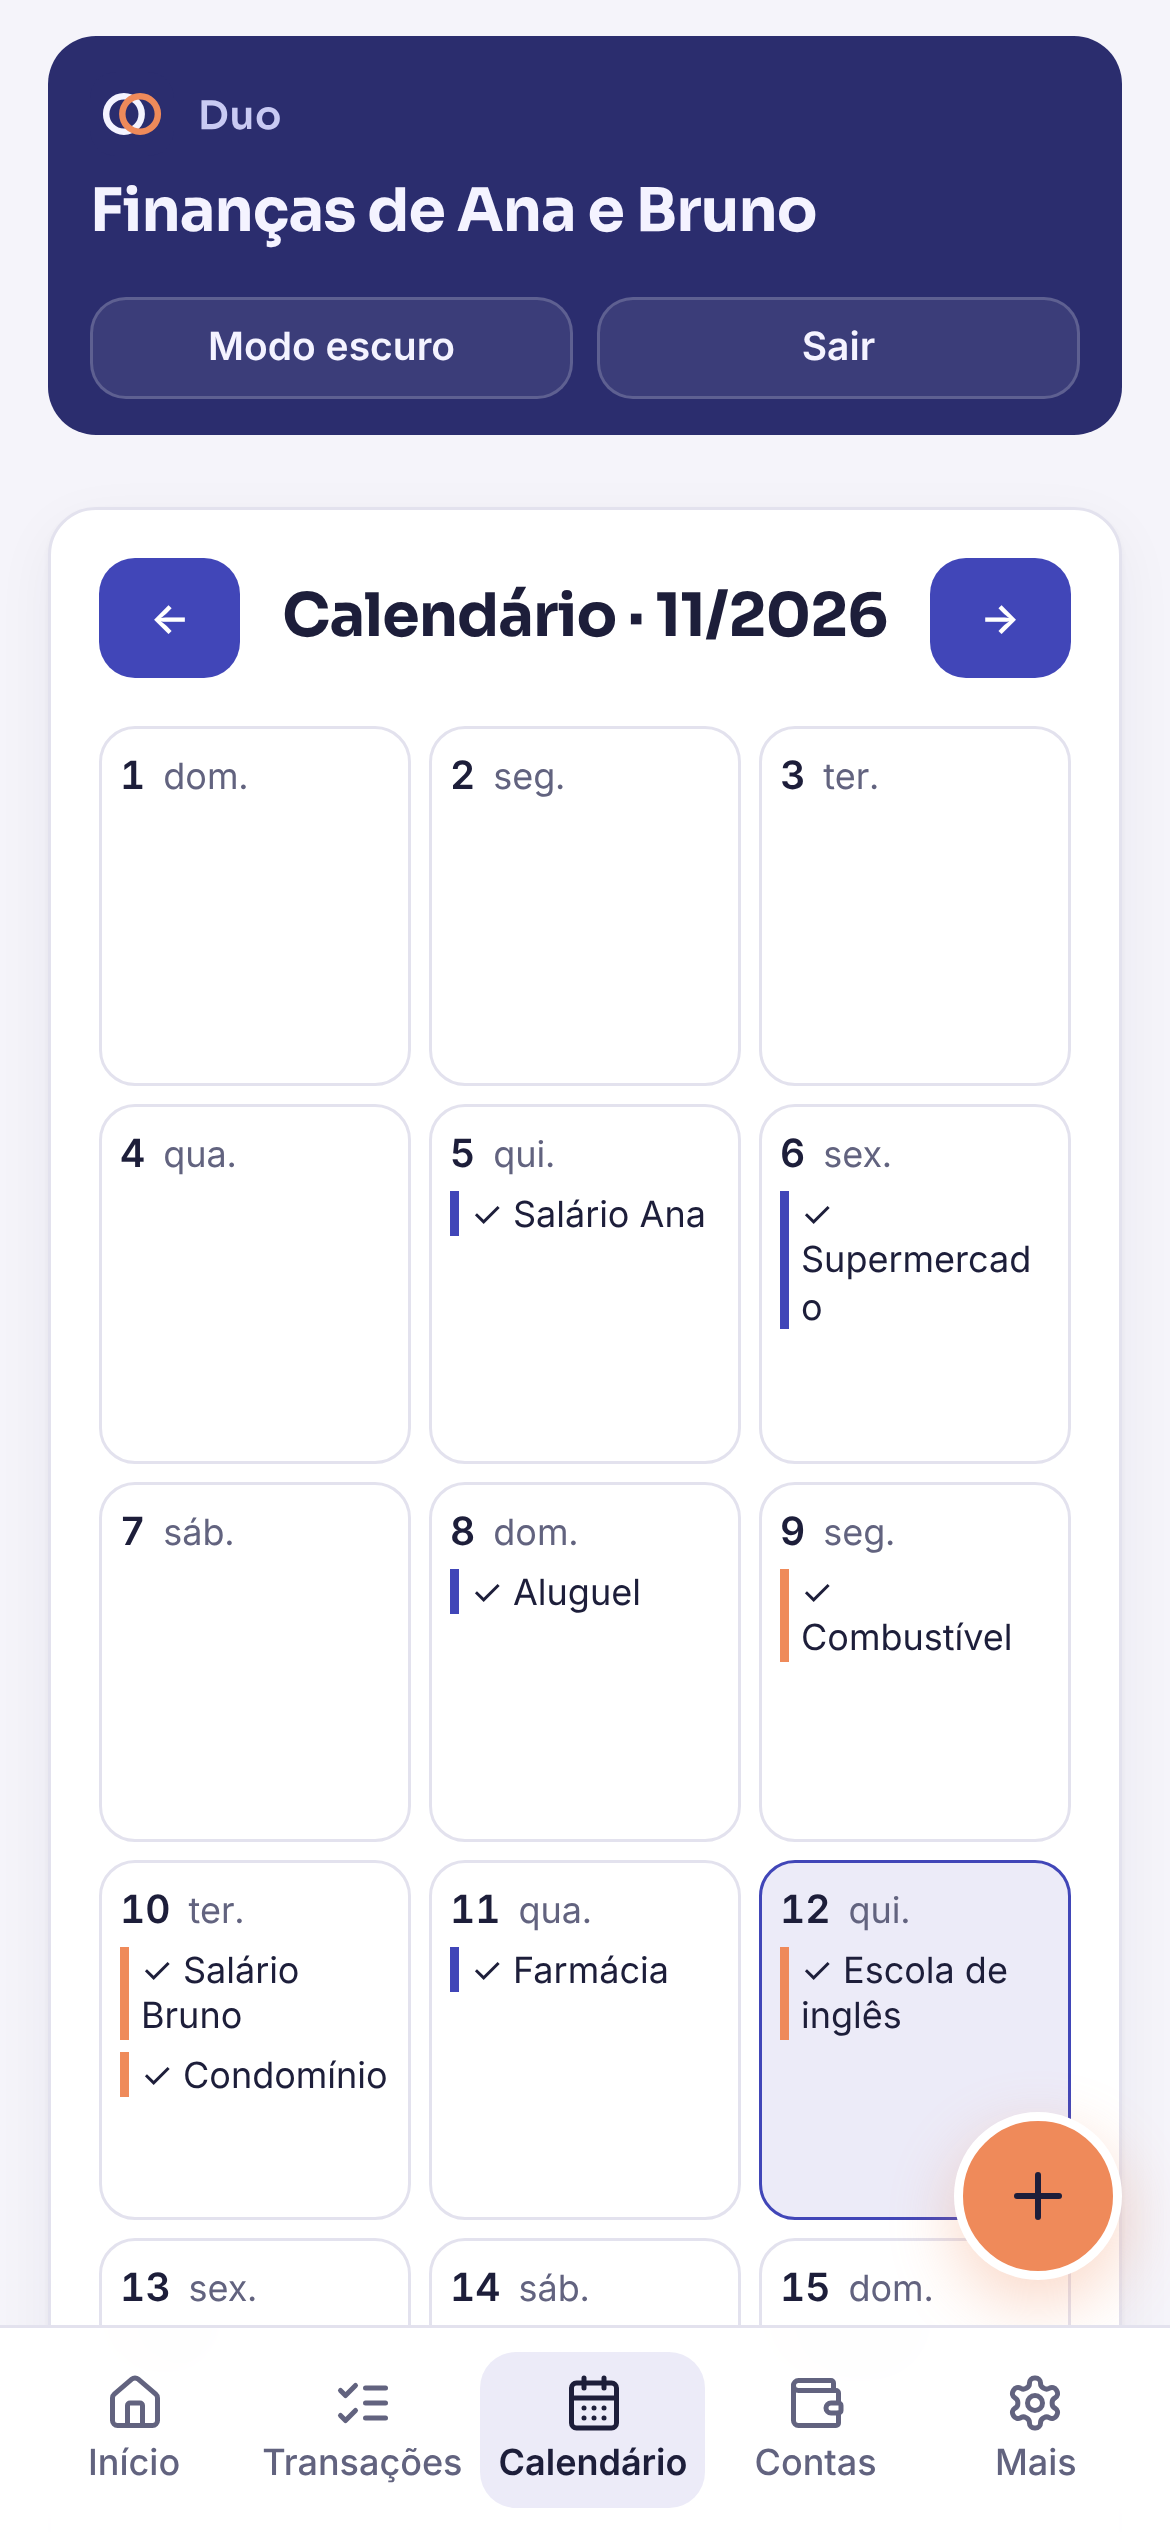 Duo
Finanças de Ana e Bruno
Modo escuro
Sair
← Calendário · 11/2026 →
1 dom.
2 seg.
3 ter.
4 qua.
5 qui.
✓ Salário Ana
6 sex.
✓
Supermercad
o
7 sáb.
8 dom.
✓ Aluguel
9 seg.
✓
Combustível
10 ter.
✓ Salário
Bruno
✓ Condomínio
11 qua.
✓ Farmácia
12 qui.
✓ Escola de
inglês
13 sex.
14 sáb.
15 dom.
Início
Transações
Calendário
Contas
Mais